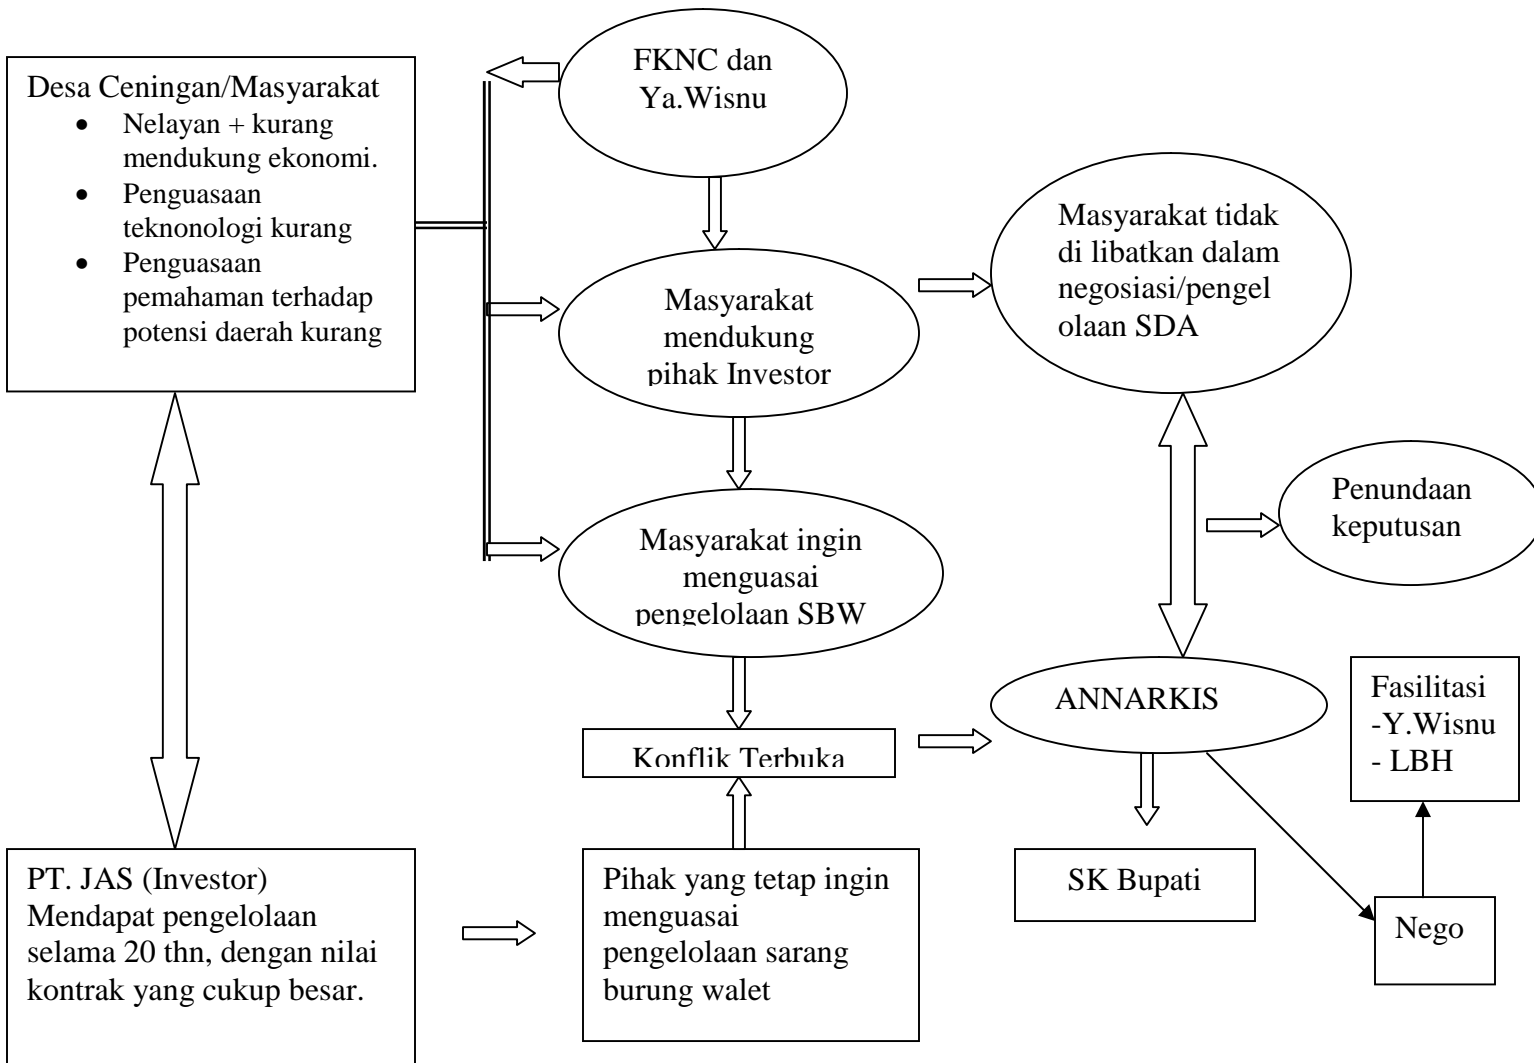 Desa Ceningan/Masyarakat
• Nelayan + kurang
mendukung ekonomi.
• Penguasaan
teknonologi kurang
• Penguasaan
pemahaman terhadap
potensi daerah kurang
FKNC dan
Ya.Wisnu
Masyarakat
mendukung
pihak Investor
Masyarakat tidak
di libatkan dalam
negosiasi/pengel
olaan SDA
Masyarakat ingin
menguasai
pengelolaan SBW
Penundaan
keputusan
Konflik Terbuka
ANNARKIS
Fasilitasi
-Y.Wisnu
- LBH
PT. JAS (Investor)
Mendapat pengelolaan
selama 20 thn, dengan nilai
kontrak yang cukup besar.
Pihak yang tetap ingin
menguasai
pengelolaan sarang
burung walet
SK Bupati
Nego